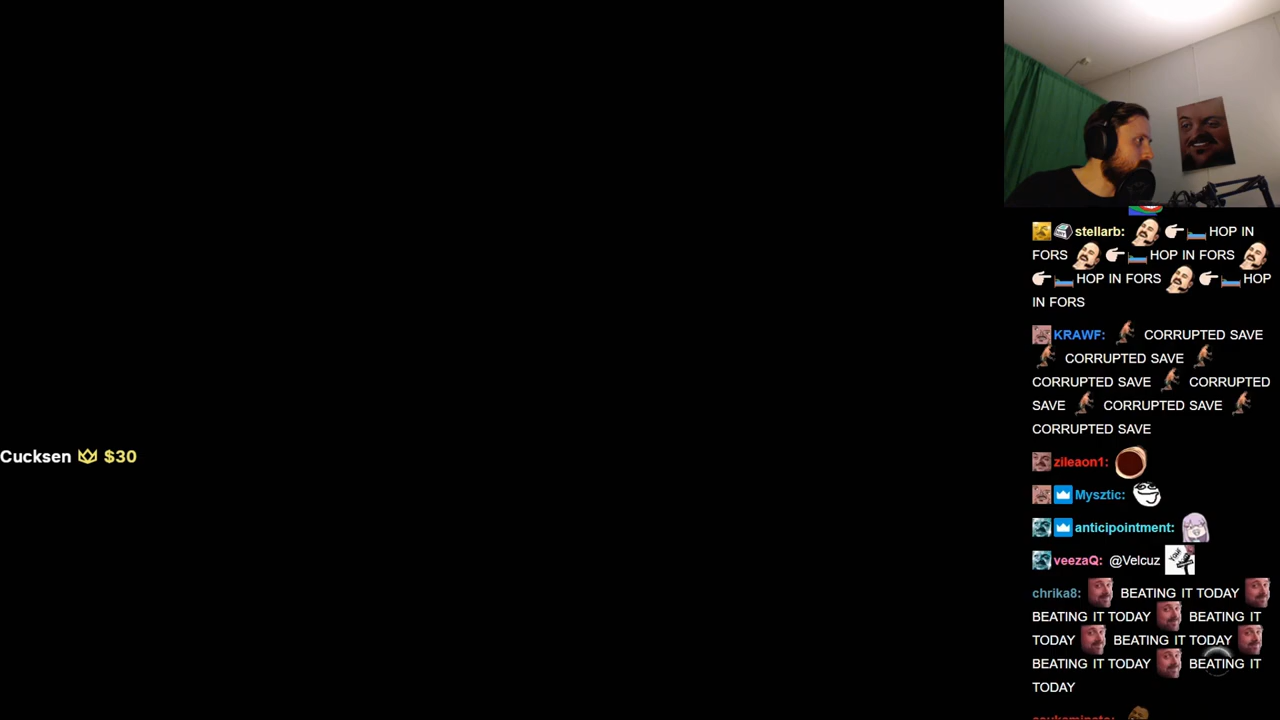 stellarb: HOP IN
FORS HOP IN FORS
HOP IN FORS HOP
IN FORS
KRAWF: CORRUPTED SAVE
CORRUPTED SAVE
CORRUPTED SAVE CORRUPTED
SAVE CORRUPTED SAVE
CORRUPTED SAVE
Cucksen $30
zileaon1:
Mysztic:
anticipointment:
veezaQ: @Velcuz
chrika8: BEATING IT TODAY
BEATING IT TODAY BEATING IT
TODAY BEATING IT TODAY
BEATING IT TODAY BEATING IT
TODAY